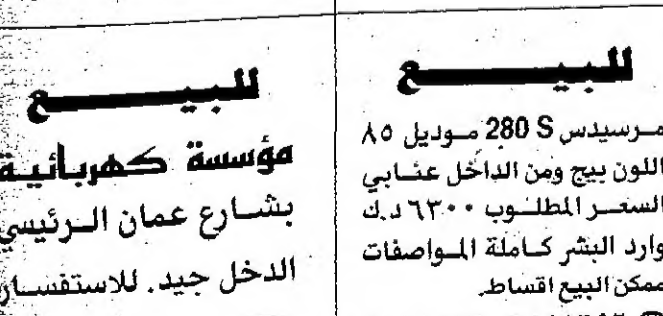 للبيع
مرسيدس 280 S موديل ٨٥
اللون بيج ومن الداخل عنابي
السعر المطلوب ٦٣٠٠ د.ك
وارد البشر كاملة المواصفات
ممكن البيع اقساط.
للبيع
مؤسسة كهربائية
بشارع عمان الرئيسي
الدخل جيد. للاستفسار